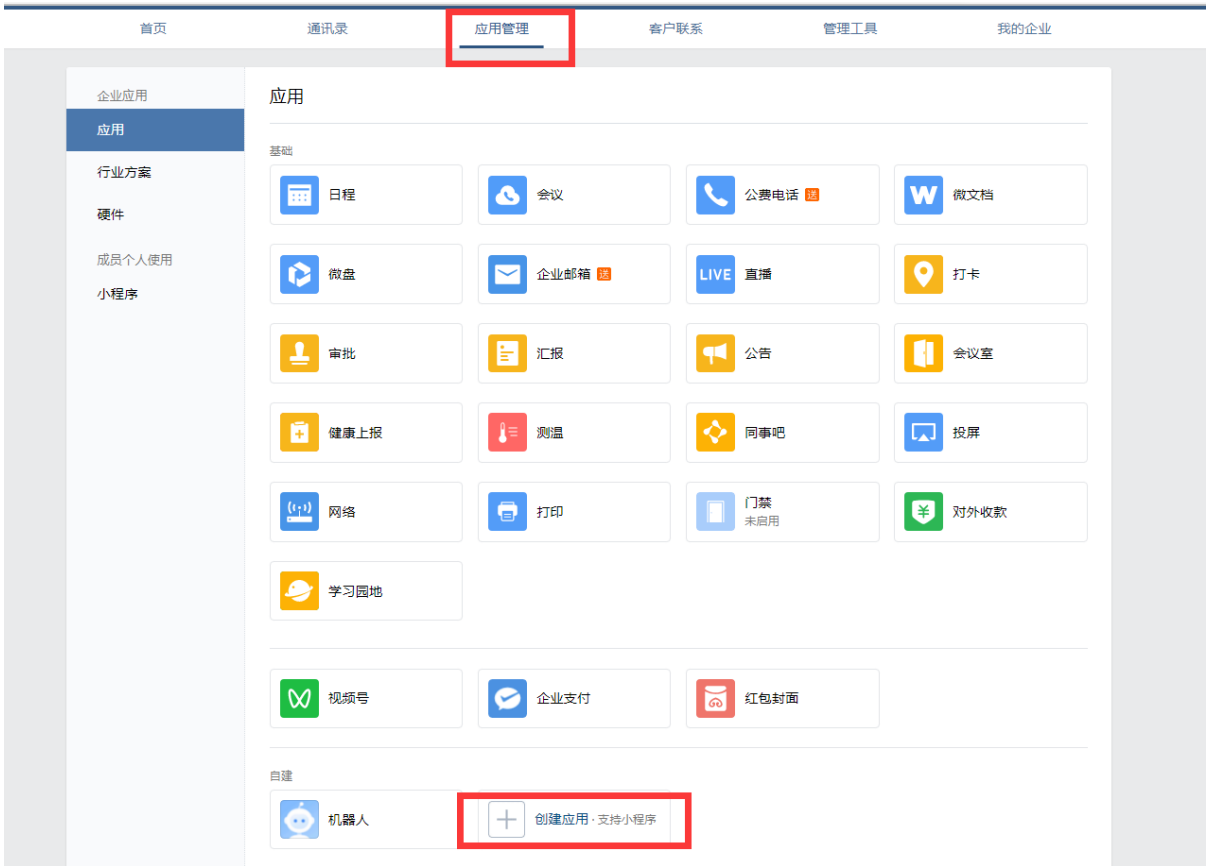 首页 通讯录 应用管理 客户联系 管理工具 我的企业
企业应用
应用
行业方案
硬件
成员个人使用
小程序
应用
基础
日程 会议 公费电话 送 微文档
微盘 企业邮箱 送 LIVE 直播 打卡
审批 汇报 公告 会议室
健康上报 测温 同事吧 投屏
网络 打印 门禁 对外收款
未启用
学习园地
视频号 企业支付 红包封面
自建
机器人 创建应用 · 支持小程序